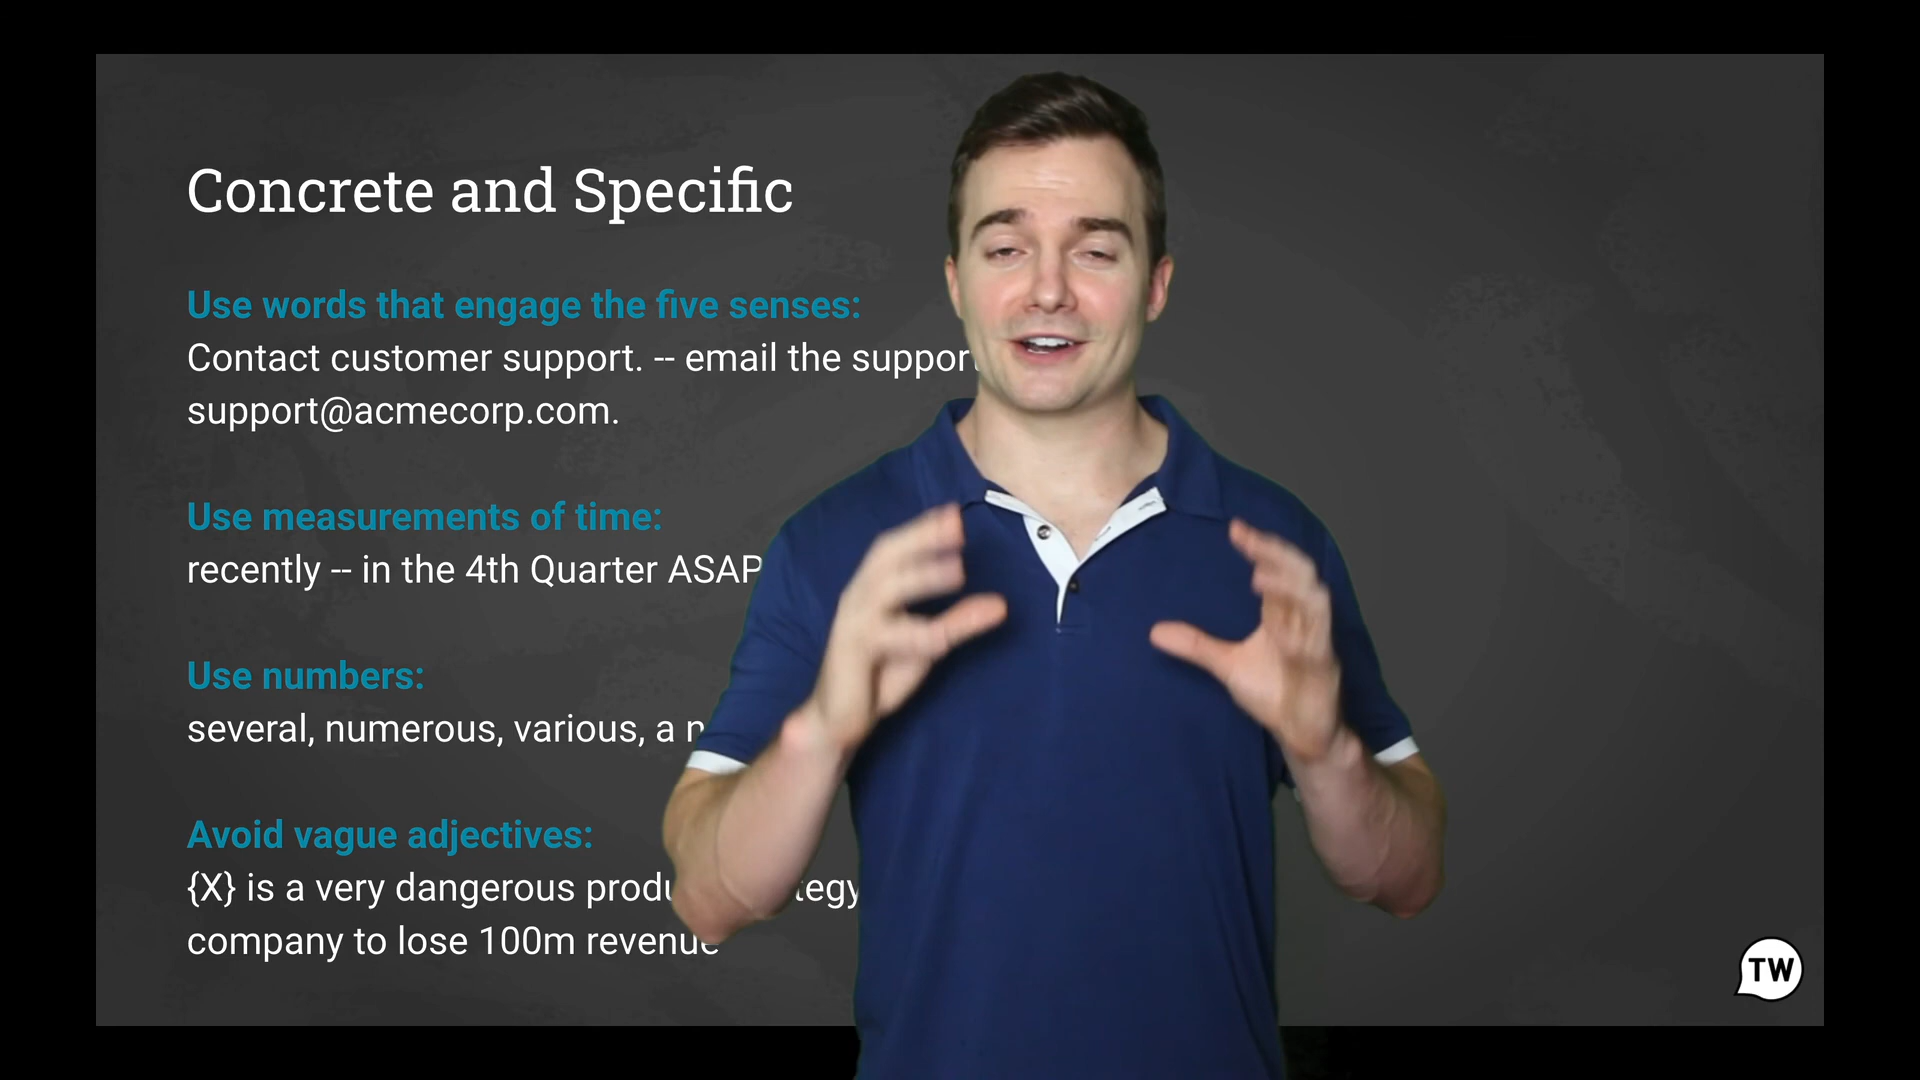 Concrete and Specific
Use words that engage the five senses:
Contact customer support. -- email the support
support@acmecorp.com.
Use measurements of time:
recently -- in the 4th Quarter ASAP
Use numbers:
several, numerous, various, a
Avoid vague adjectives:
{X} is a very dangerous
company to lose 100m revenue
TW